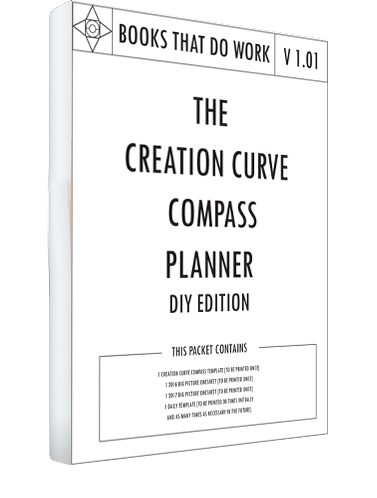 BOOKS THAT DO WORK
V 1.01
THE
CREATION CURVE
COMPASS
PLANNER
DIY EDITION
THIS PACKET CONTAINS
1 CREATION CURVE COMPASS TEMPLATE [TO BE PRINTED ONCE]
1 2016 BIG PICTURE ONESHEET [TO BE PRINTED ONCE]
1 2017 BIG PICTURE ONESHEET [TO BE PRINTED ONCE]
1 DAILY TEMPLATE [TO BE PRINTED 30 TIMES INITIALLY
AND AS MANY TIMES AS NECESSARY IN THE FUTURE]